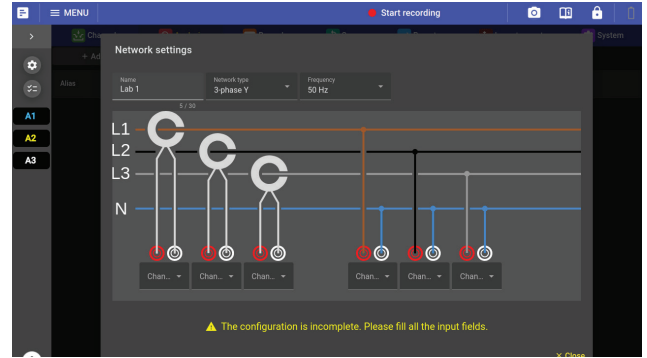 MENU
Start recording
System
Network settings
Alias
Name
Lab 1
5 / 30
Network type
3-phase Y
Frequency
50 Hz
A1
A2
A3
L1
L2
L3
N
Chan...
Chan...
Chan...
Chan...
Chan...
Chan...
The configuration is incomplete. Please fill all the input fields.
× Close